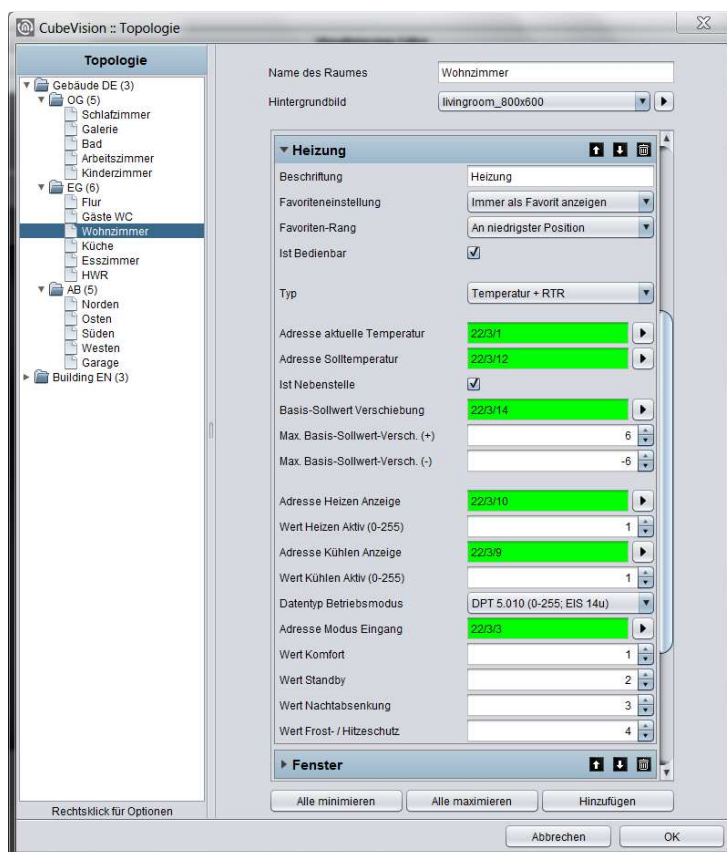 CubeVision :: Topologie
Topologie
Gebäude DE (3)
OG (5)
Schlafzimmer
Galerie
Bad
Arbeitszimmer
Kinderzimmer
EG (6)
Flur
Gäste WC
Wohnzimmer
Küche
Esszimmer
HWR
AB (5)
Norden
Osten
Süden
Westen
Garage
Building EN (3)
Rechtsklick für Optionen
Name des Raumes Wohnzimmer
Hintergrundbild livingroom_800x600
Heizung
Beschriftung Heizung
Favoriteneinstellung Immer als Favorit anzeigen
Favoriten-Rang An niedrigster Position
Ist Bedienbar
Typ Temperatur + RTR
Adresse aktuelle Temperatur 22/3/1
Adresse Solltemperatur 22/3/12
Ist Nebenstelle
Basis-Sollwert Verschiebung 22/3/14
Max. Basis-Sollwert-Versch. (+) 6
Max. Basis-Sollwert-Versch. (-) -6
Adresse Heizen Anzeige 22/3/10
Wert Heizen Aktiv (0-255) 1
Adresse Kühlen Anzeige 22/3/9
Wert Kühlen Aktiv (0-255) 1
Datentyp Betriebsmodus DPT 5.010 (0-255; EIS 14u)
Adresse Modus Eingang 22/3/3
Wert Komfort 1
Wert Standby 2
Wert Nachtabsenkung 3
Wert Frost- / Hitzeschutz 4
Fenster
Alle minimieren Alle maximieren Hinzufügen
Abbrechen OK